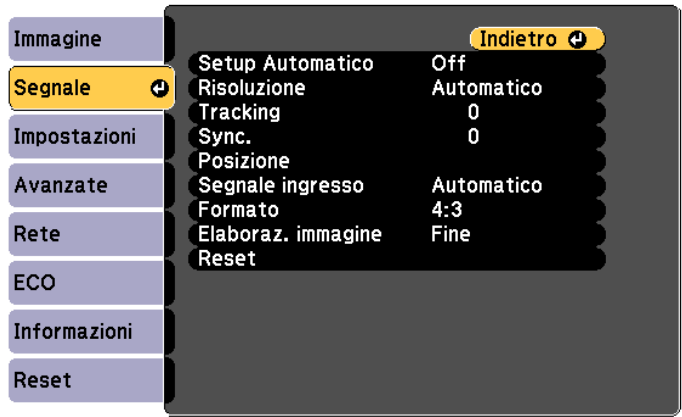 Immagine
Segnale
Impostazioni
Avanzate
Rete
ECO
Informazioni
Reset
Indietro
Setup Automatico Off
Risoluzione Automatico
Tracking 0
Sync. 0
Posizione
Segnale ingresso Automatico
Formato 4:3
Elaboraz. immagine Fine
Reset